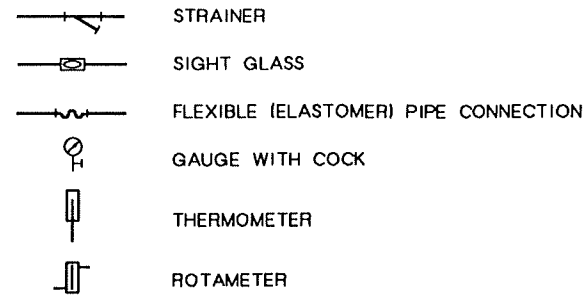 STRAINER
SIGHT GLASS
FLEXIBLE (ELASTOMER) PIPE CONNECTION
GAUGE WITH COCK
THERMOMETER
ROTAMETER